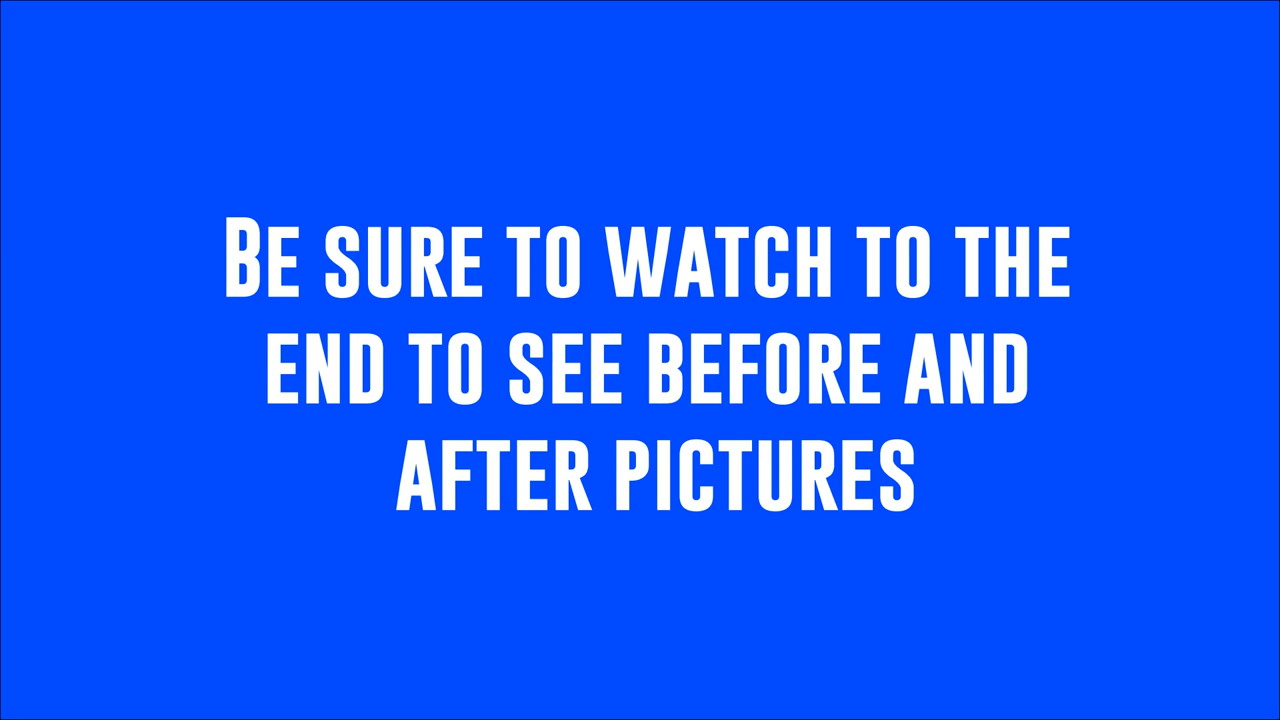 Be sure to watch to the
end to see before and
after pictures